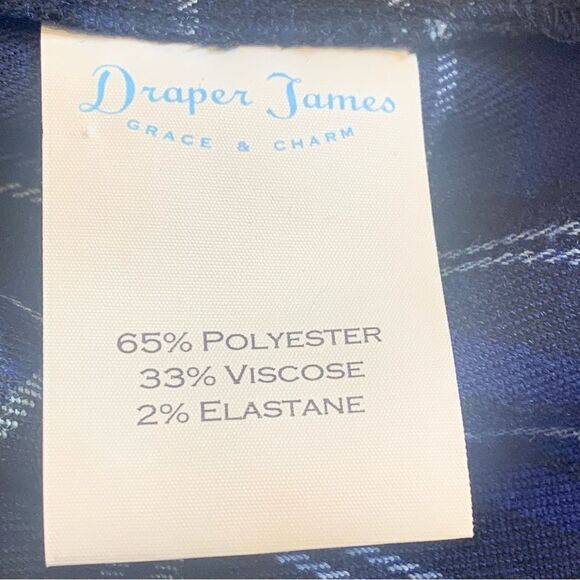 Draper James
GRACE & CHARM
65% POLYESTER
33% VISCOSE
2% ELASTANE